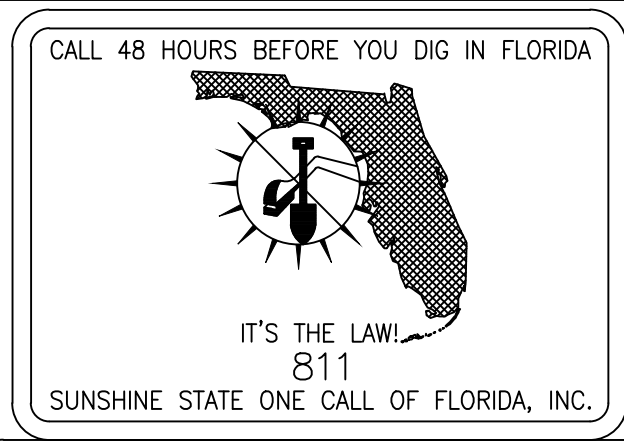 CALL 48 HOURS BEFORE YOU DIG IN FLORIDA
IT'S THE LAW!
811
SUNSHINE STATE ONE CALL OF FLORIDA, INC.